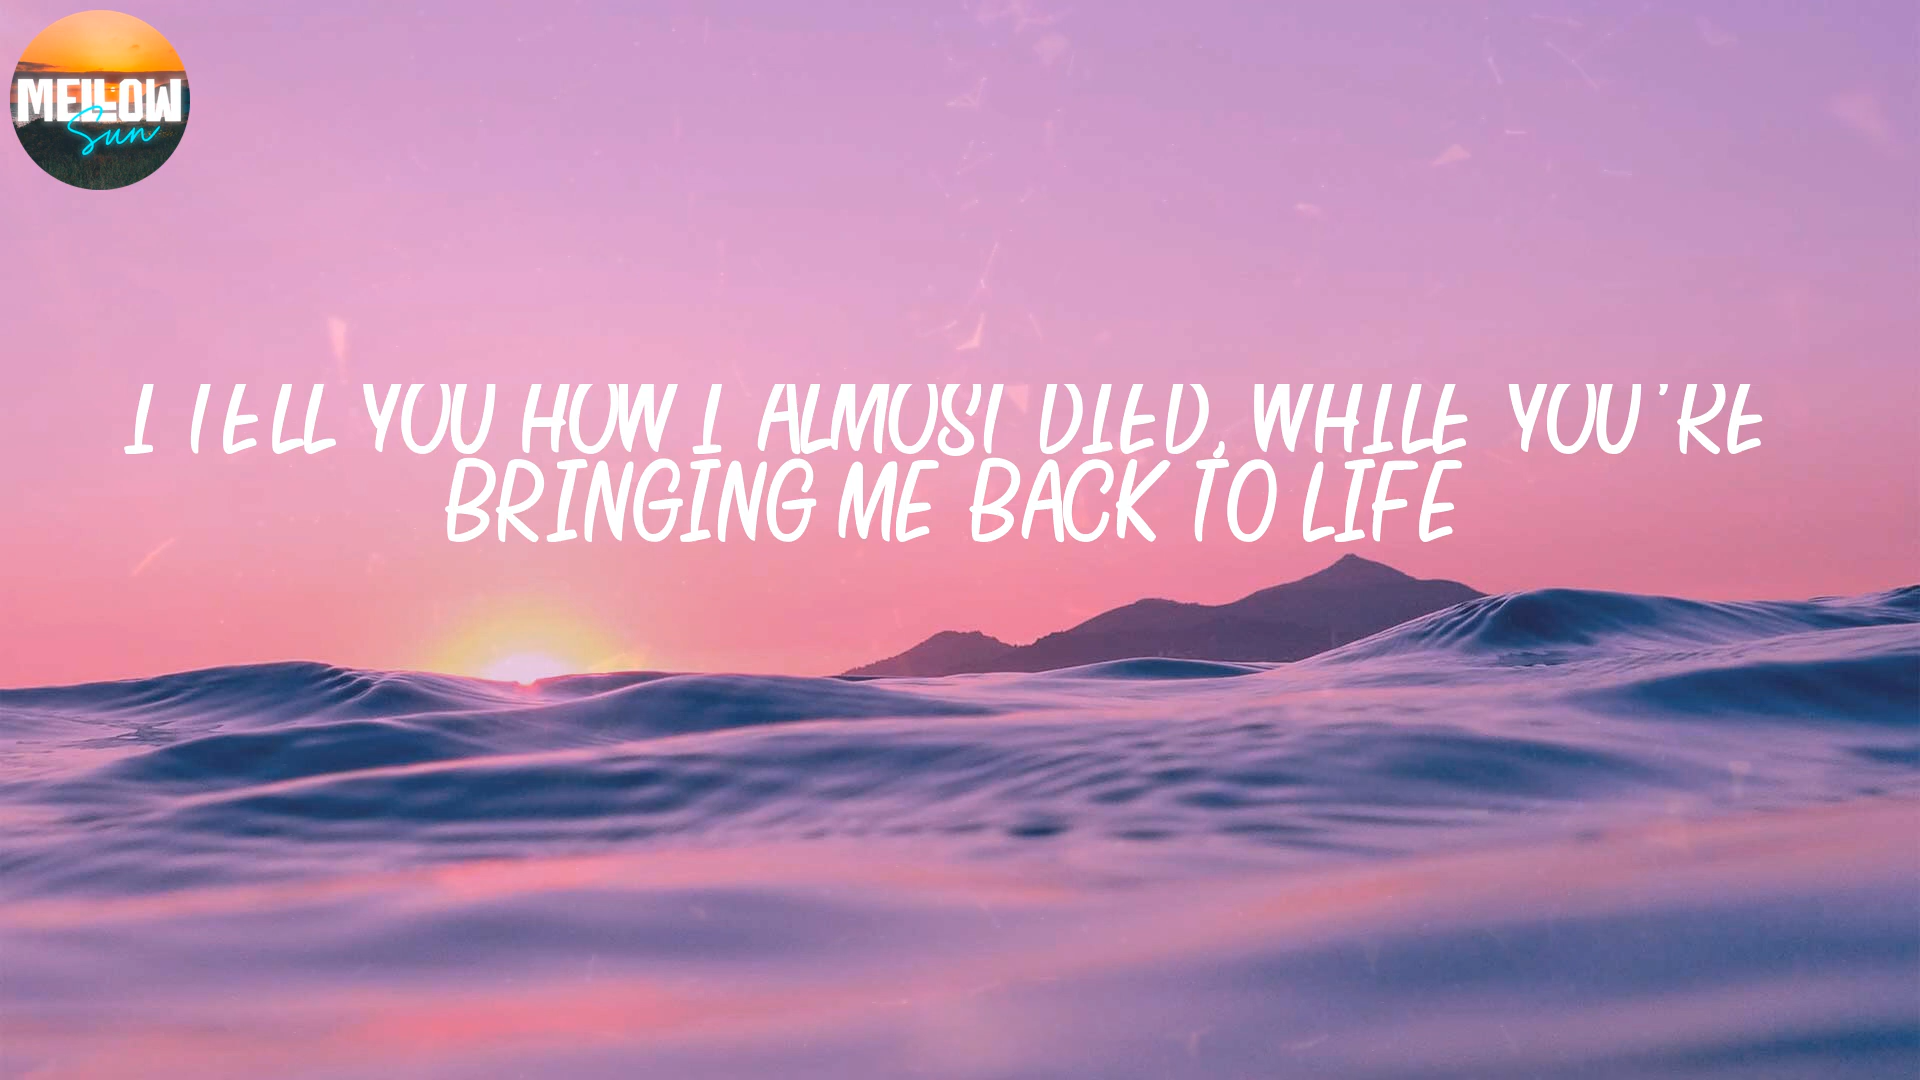 MELLOW
Sun
I TELL YOU HOW I ALMOST DIED, WHILE YOU'RE
BRINGING ME BACK TO LIFE